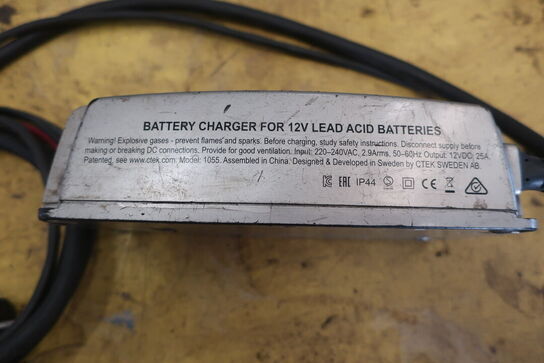 BATTERY CHARGER FOR 12V LEAD ACID BATTERIES
Warning! Explosive gases - prevent flames and sparks. Before charging, study safety instructions. Disconnect supply before
making or breaking DC connections. Provide for good ventilation. Input: 220-240VAC, 2.9Arms, 50-60Hz Output: 12VDC: 25A.
Patented, see www.ctek.com. Model: 1055. Assembled in China. Designed & Developed in Sweden by CTEK SWEDEN AB.
EAC IP44 CE